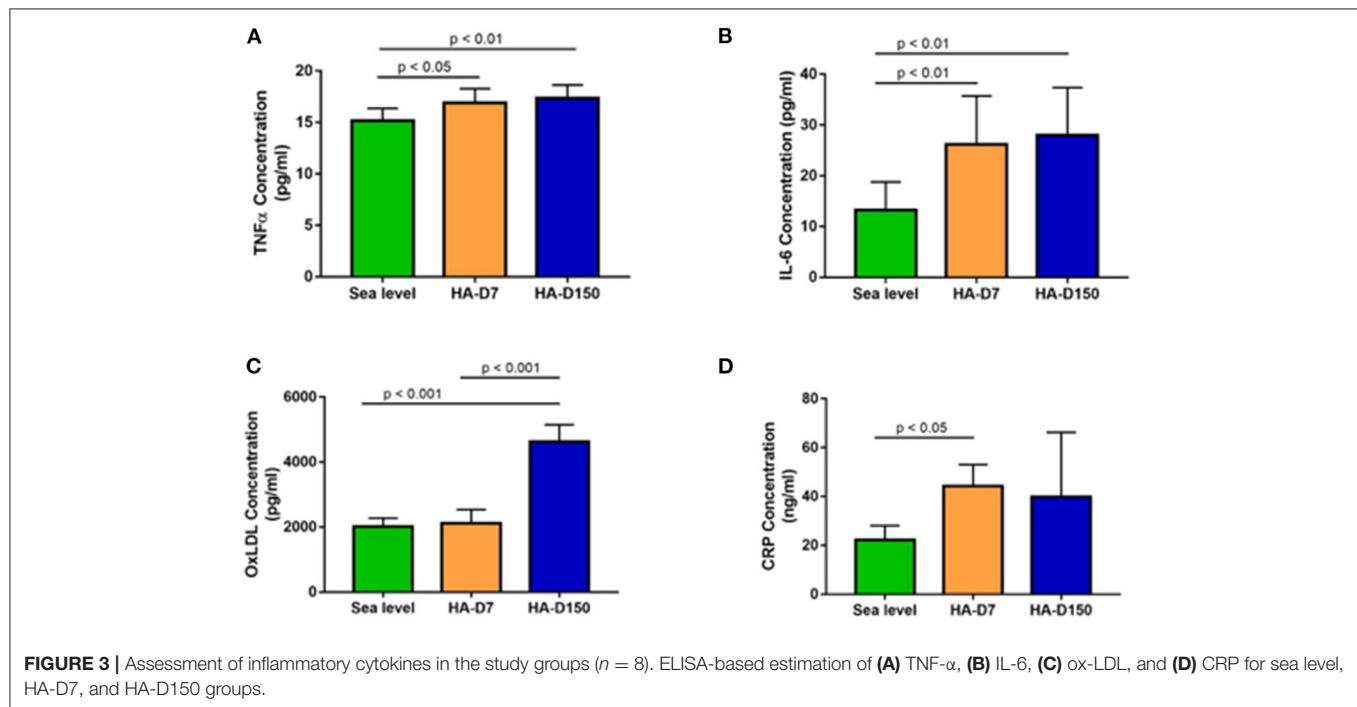 A
p < 0.01
p < 0.05
TNFα Concentration
(pg/ml)
20
15
10
5
0
Sea level HA-D7 HA-D150
B
p < 0.01
p < 0.01
IL-6 Concentration (pg/ml)
40
30
20
10
0
Sea level HA-D7 HA-D150
C
p < 0.001
p < 0.001
OxLDL Concentration
(pg/ml)
6000
4000
2000
0
Sea level HA-D7 HA-D150
D
p < 0.05
CRP Concentration
(ng/ml)
80
60
40
20
0
Sea level HA-D7 HA-D150
FIGURE 3 | Assessment of inflammatory cytokines in the study groups (n = 8). ELISA-based estimation of (A) TNF-α, (B) IL-6, (C) ox-LDL, and (D) CRP for sea level,
HA-D7, and HA-D150 groups.